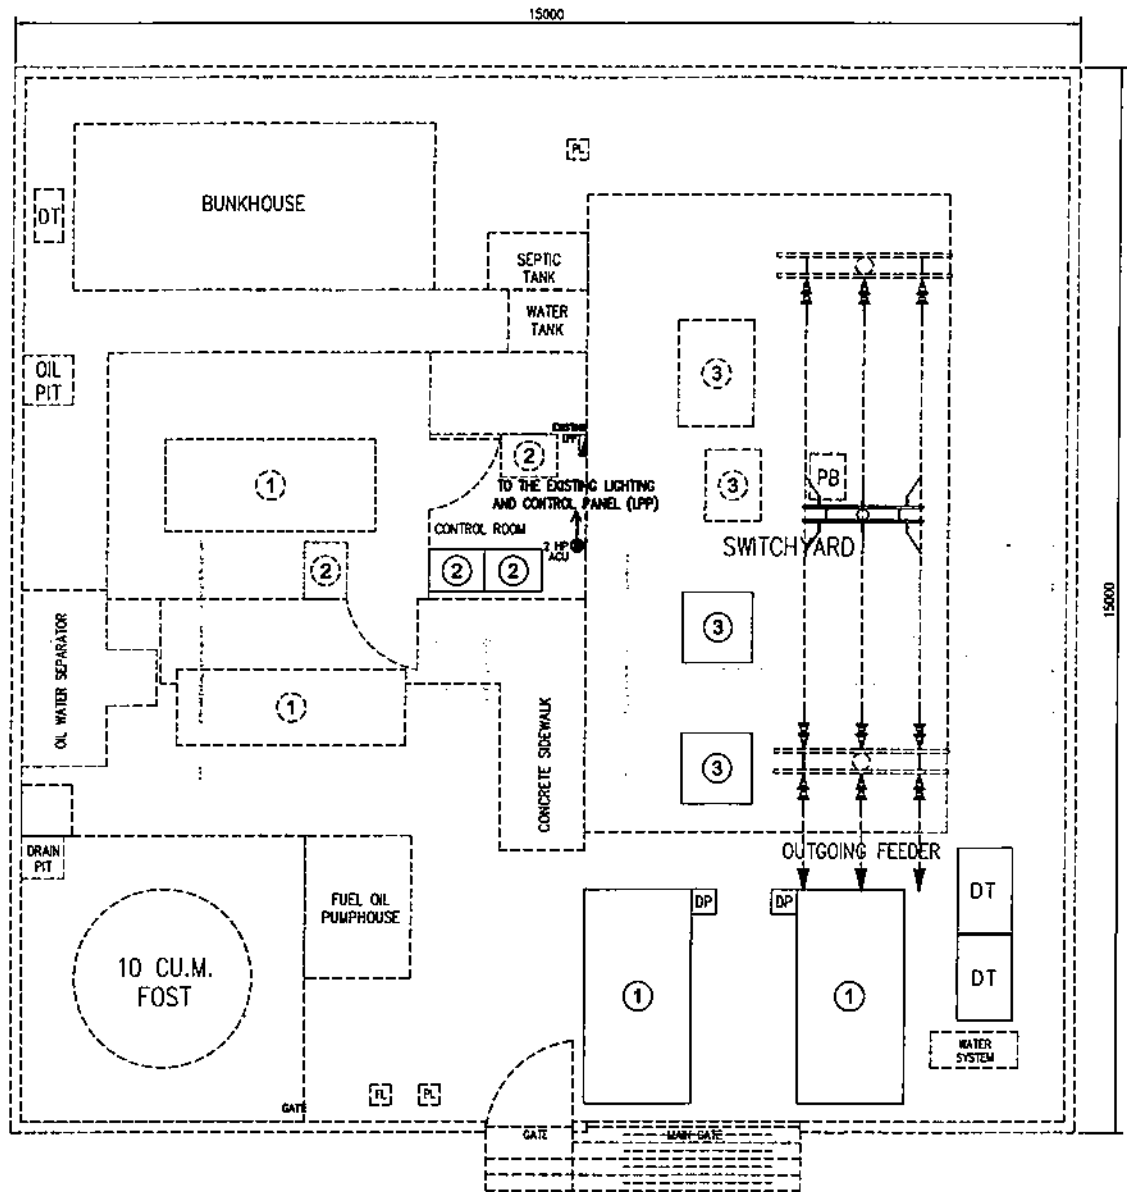 15000
PL
BUNKHOUSE
DT
SEPTIC
TANK
WATER
TANK
OIL
PIT
3
EXISTING
LPP
2
1
3
PB
TO THE EXISTING LIGHTING
AND CONTROL PANEL (LPP)
CONTROL ROOM
2 HP
ACU
SWITCHYARD
2
2
2
15000
3
OIL WATER SEPARATOR
1
CONCRETE SIDEWALK
3
DRAIN
PIT
OUTGOING FEEDER
FUEL OIL
PUMPHOUSE
DP
DP
DT
10 CU.M.
FOST
DT
1
1
WATER
SYSTEM
FL
PL
GATE
GATE
MAIN GATE